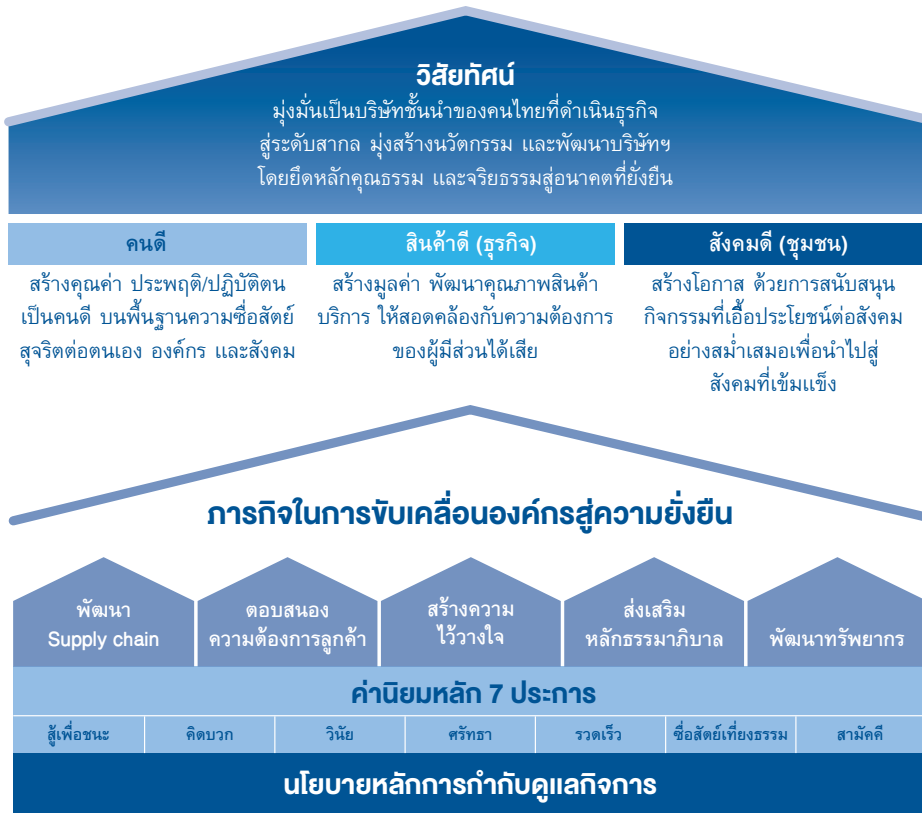 วิสัยทัศน์
มุ่งมั่นเป็นบริษัทชั้นนำของคนไทยที่ดำเนินธุรกิจ
สู่ระดับสากล มุ่งสร้างนวัตกรรม และพัฒนาบริษัทฯ
โดยยึดหลักคุณธรรม และจริยธรรมสู่อนาคตที่ยั่งยืน
คนดี
สร้างคุณค่า ประพฤติ/ปฏิบัติตน
เป็นคนดี บนพื้นฐานความซื่อสัตย์
สุจริตต่อตนเอง องค์กร และสังคม
สินค้าดี (ธุรกิจ)
สร้างมูลค่า พัฒนาคุณภาพสินค้า
บริการ ให้สอดคล้องกับความต้องการ
ของผู้มีส่วนได้เสีย
สังคมดี (ชุมชน)
สร้างโอกาส ด้วยการสนับสนุน
กิจกรรมที่เอื้อประโยชน์ต่อสังคม
อย่างสม่ำเสมอเพื่อนำไปสู่
สังคมที่เข้มแข็ง
ภารกิจในการขับเคลื่อนองค์กรสู่ความยั่งยืน
พัฒนา
Supply chain
ตอบสนอง
ความต้องการลูกค้า
สร้างความ
ไว้วางใจ
ส่งเสริม
หลักธรรมาภิบาล
พัฒนาทรัพยากร
ค่านิยมหลัก 7 ประการ
สู้เพื่อชนะ
คิดบวก
วินัย
ศรัทธา
รวดเร็ว
ซื่อสัตย์เที่ยงธรรม
สามัคคี
นโยบายหลักการกำกับดูแลกิจการ